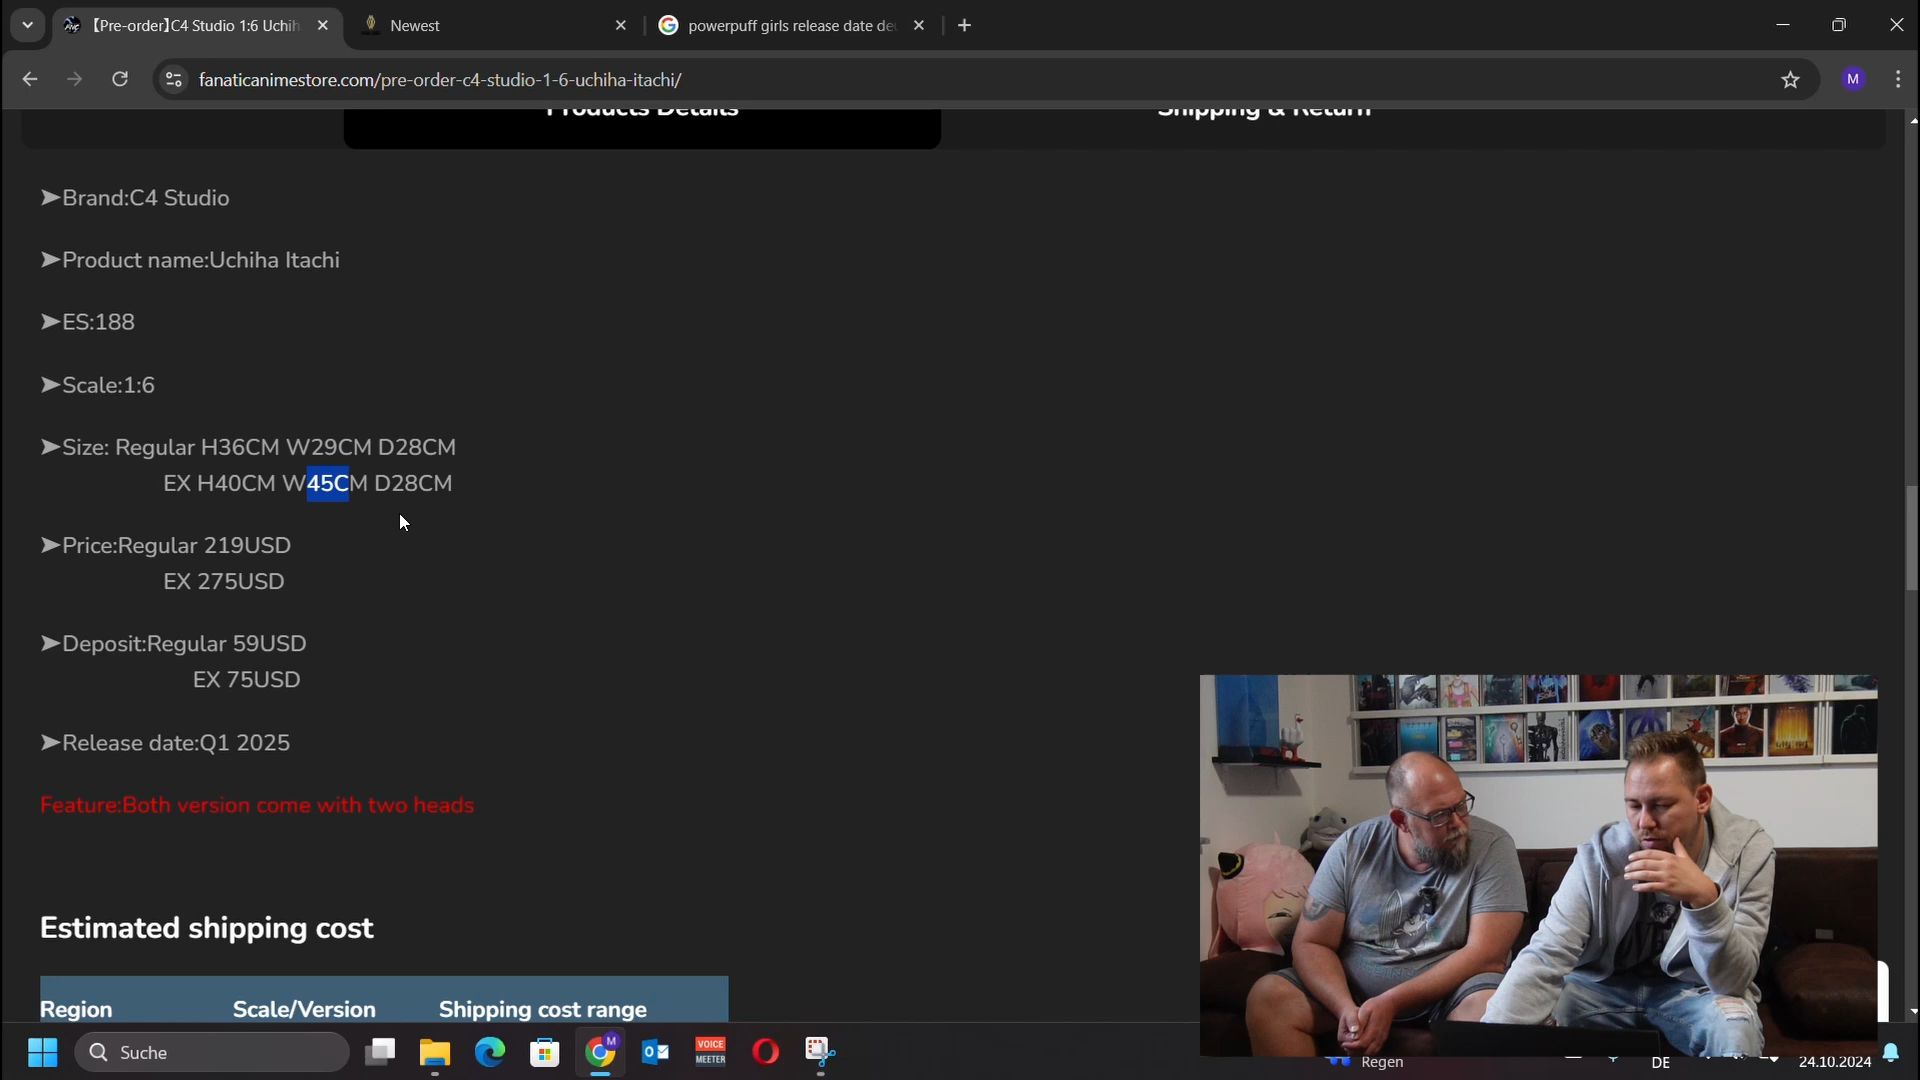 【Pre-order】C4 Studio 1:6 Uchih
Newest
powerpuff girls release date de
fanaticanimestore.com/pre-order-c4-studio-1-6-uchiha-itachi/
M
Products Details
Shipping & Return
➤Brand:C4 Studio
➤Product name:Uchiha Itachi
➤ES:188
➤Scale:1:6
➤Size: Regular H36CM W29CM D28CM
EX H40CM W45CM D28CM
➤Price:Regular 219USD
EX 275USD
➤Deposit:Regular 59USD
EX 75USD
➤Release date:Q1 2025
Feature:Both version come with two heads
Estimated shipping cost
Region Scale/Version Shipping cost range
Suche
M
VOICE
MEETER
Regen
DE
24.10.2024